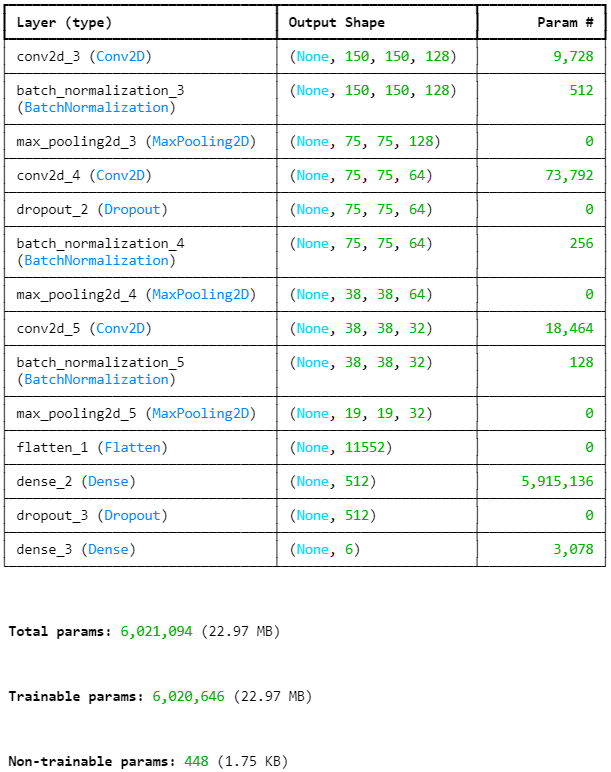 Layer (type) Output Shape Param #
conv2d_3 (Conv2D) (None, 150, 150, 128) 9,728
batch_normalization_3 (None, 150, 150, 128) 512
(BatchNormalization)
max_pooling2d_3 (MaxPooling2D) (None, 75, 75, 128) 0
conv2d_4 (Conv2D) (None, 75, 75, 64) 73,792
dropout_2 (Dropout) (None, 75, 75, 64) 0
batch_normalization_4 (None, 75, 75, 64) 256
(BatchNormalization)
max_pooling2d_4 (MaxPooling2D) (None, 38, 38, 64) 0
conv2d_5 (Conv2D) (None, 38, 38, 32) 18,464
batch_normalization_5 (None, 38, 38, 32) 128
(BatchNormalization)
max_pooling2d_5 (MaxPooling2D) (None, 19, 19, 32) 0
flatten_1 (Flatten) (None, 11552) 0
dense_2 (Dense) (None, 512) 5,915,136
dropout_3 (Dropout) (None, 512) 0
dense_3 (Dense) (None, 6) 3,078
Total params: 6,021,094 (22.97 MB)
Trainable params: 6,020,646 (22.97 MB)
Non-trainable params: 448 (1.75 KB)